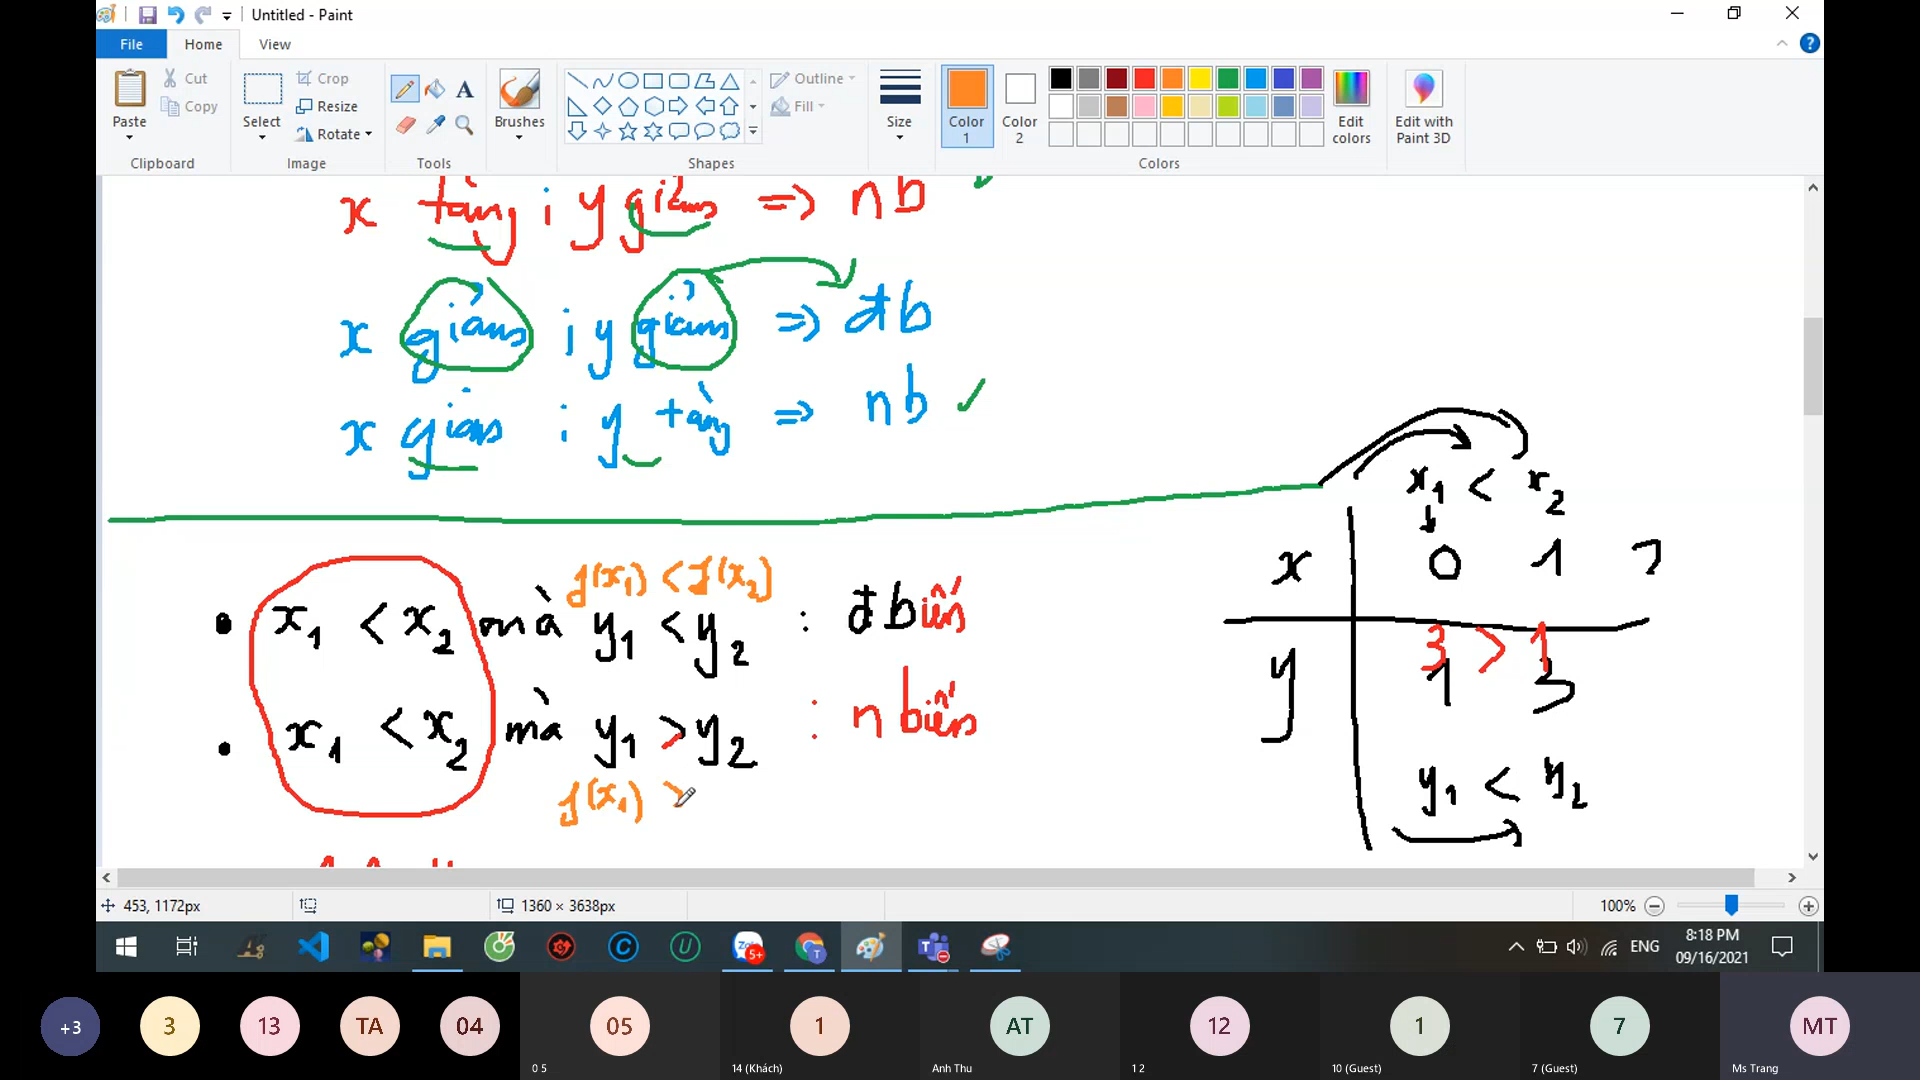 Untitled - Paint
File Home View
Paste Cut Copy Clipboard
Select Crop Resize Rotate Image
Tools
Brushes
Shapes Outline Fill
Size
Color 1 Color 2 Edit colors Edit with Paint 3D Colors
x tăng ; y giảm => nb
x giảm ; y giảm => đb
x giảm ; y tăng => nb ✓
x₁ < x₂
x 0 1 2
f(x₁) < f(x₂)
• x₁ < x₂ mà y₁ < y₂ : đbiến
3 > 1
y 1 3
• x₁ < x₂ mà y₁ > y₂ : n biến
y₁ < y₂
f(x₁) >
453, 1172px 1360 × 3638px 100%
ENG 8:18 PM 09/16/2021
+3 3 13 TA 04 05 1 AT 12 1 7 MT
0 5 14 (Khách) Anh Thu 1 2 10 (Guest) 7 (Guest) Ms Trang